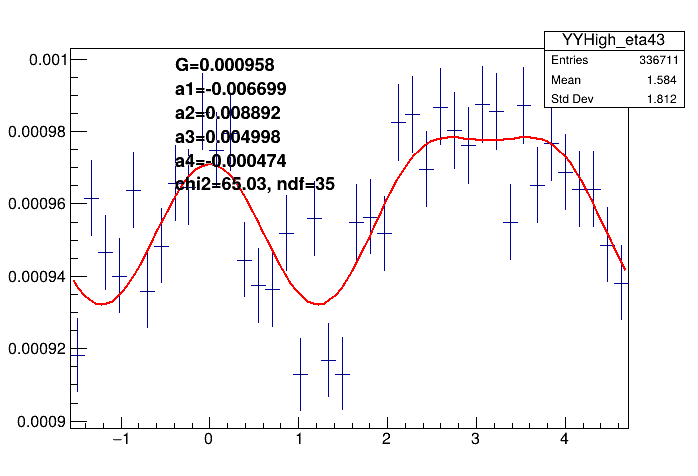 YYHigh_eta43
Entries 336711
Mean 1.584
Std Dev 1.812
G=0.000958
a1=-0.006699
a2=0.008892
a3=0.004998
a4=-0.000474
chi2=65.03, ndf=35
0.001
0.00098
0.00096
0.00094
0.00092
0.0009
−1 0 1 2 3 4